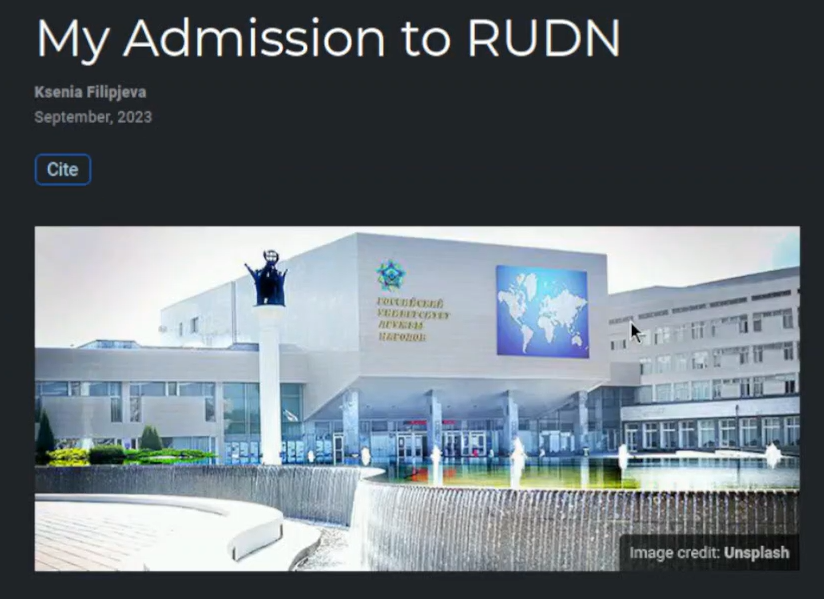 My Admission to RUDN
Ksenia Filipjeva
September, 2023
Cite
РОССИЙСКИЙ
УНИВЕРСИТЕТ
ДРУЖБЫ
НАРОДОВ
Image credit: Unsplash